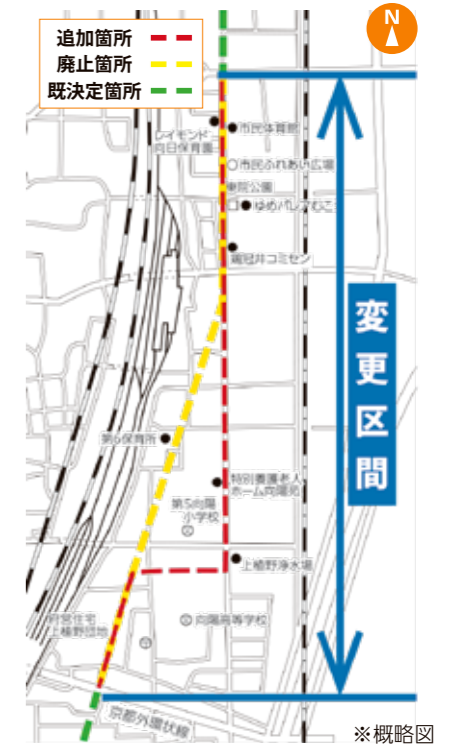 追加箇所
廃止箇所
既決定箇所
N
レイモンド
向日保育園
市民体育館
市民ふれあい広場
東院公園
ゆめパレアむこう
鶏冠井コミセン
変更区間
第6保育所
特別養護老人
ホーム向陽苑
第5向陽
小学校
上植野浄水場
府営住宅
上植野団地
向陽高等学校
京都外環状線
※概略図